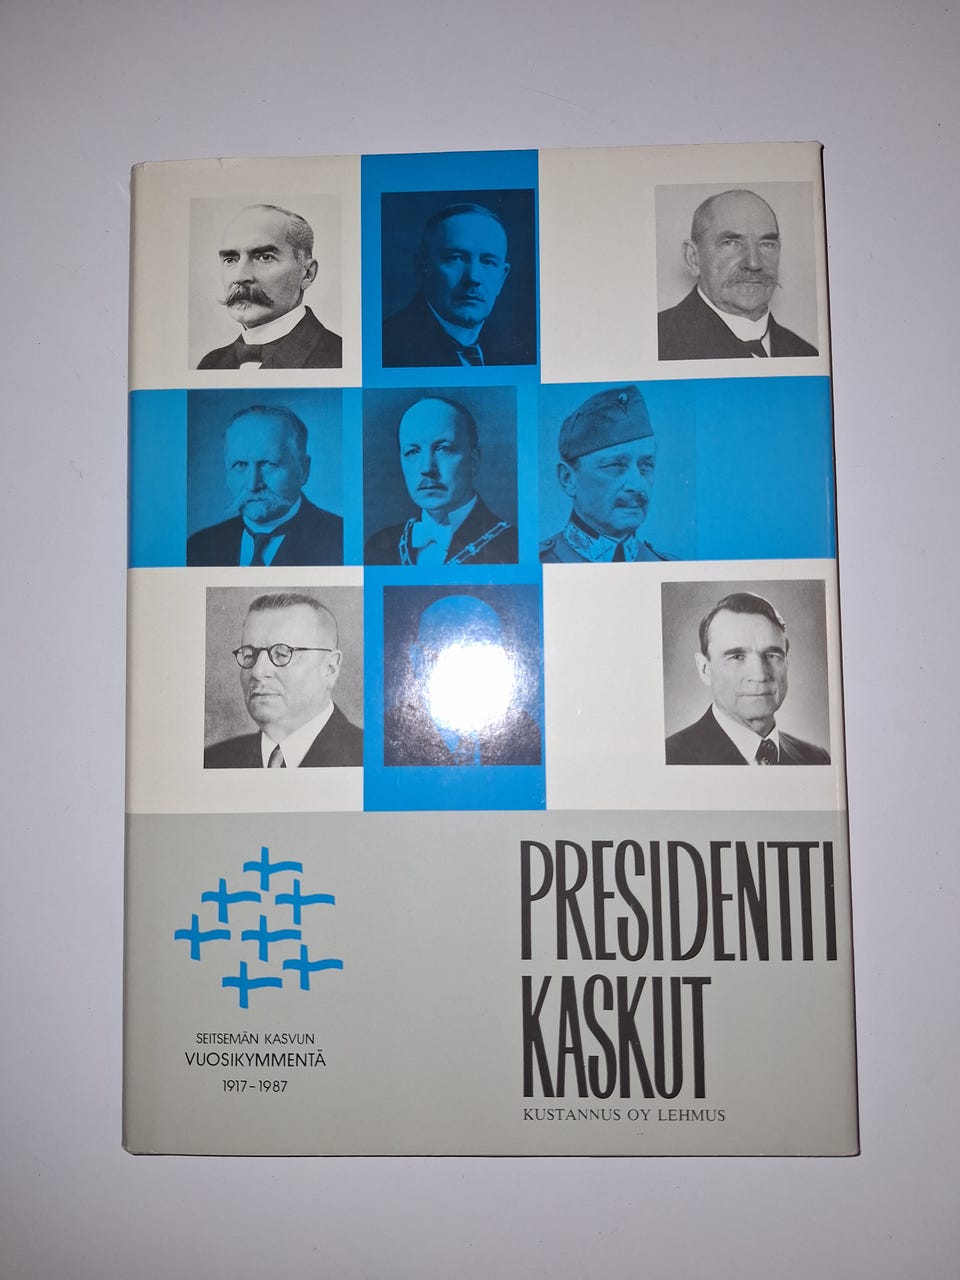 PRESIDENTTI
KASKUT
KUSTANNUS OY LEHMUS
SEITSEMÄN KASVUN
VUOSIKYMMENTÄ
1917-1987